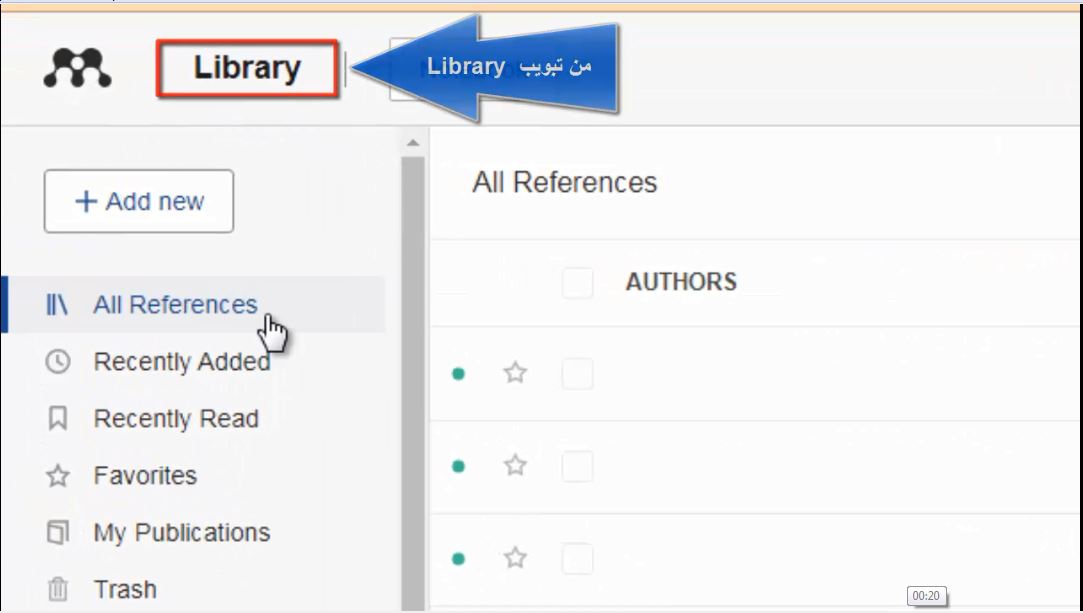 Library
من تبويب Library
+ Add new
All References
Recently Added
Recently Read
Favorites
My Publications
Trash
All References
AUTHORS
00:20